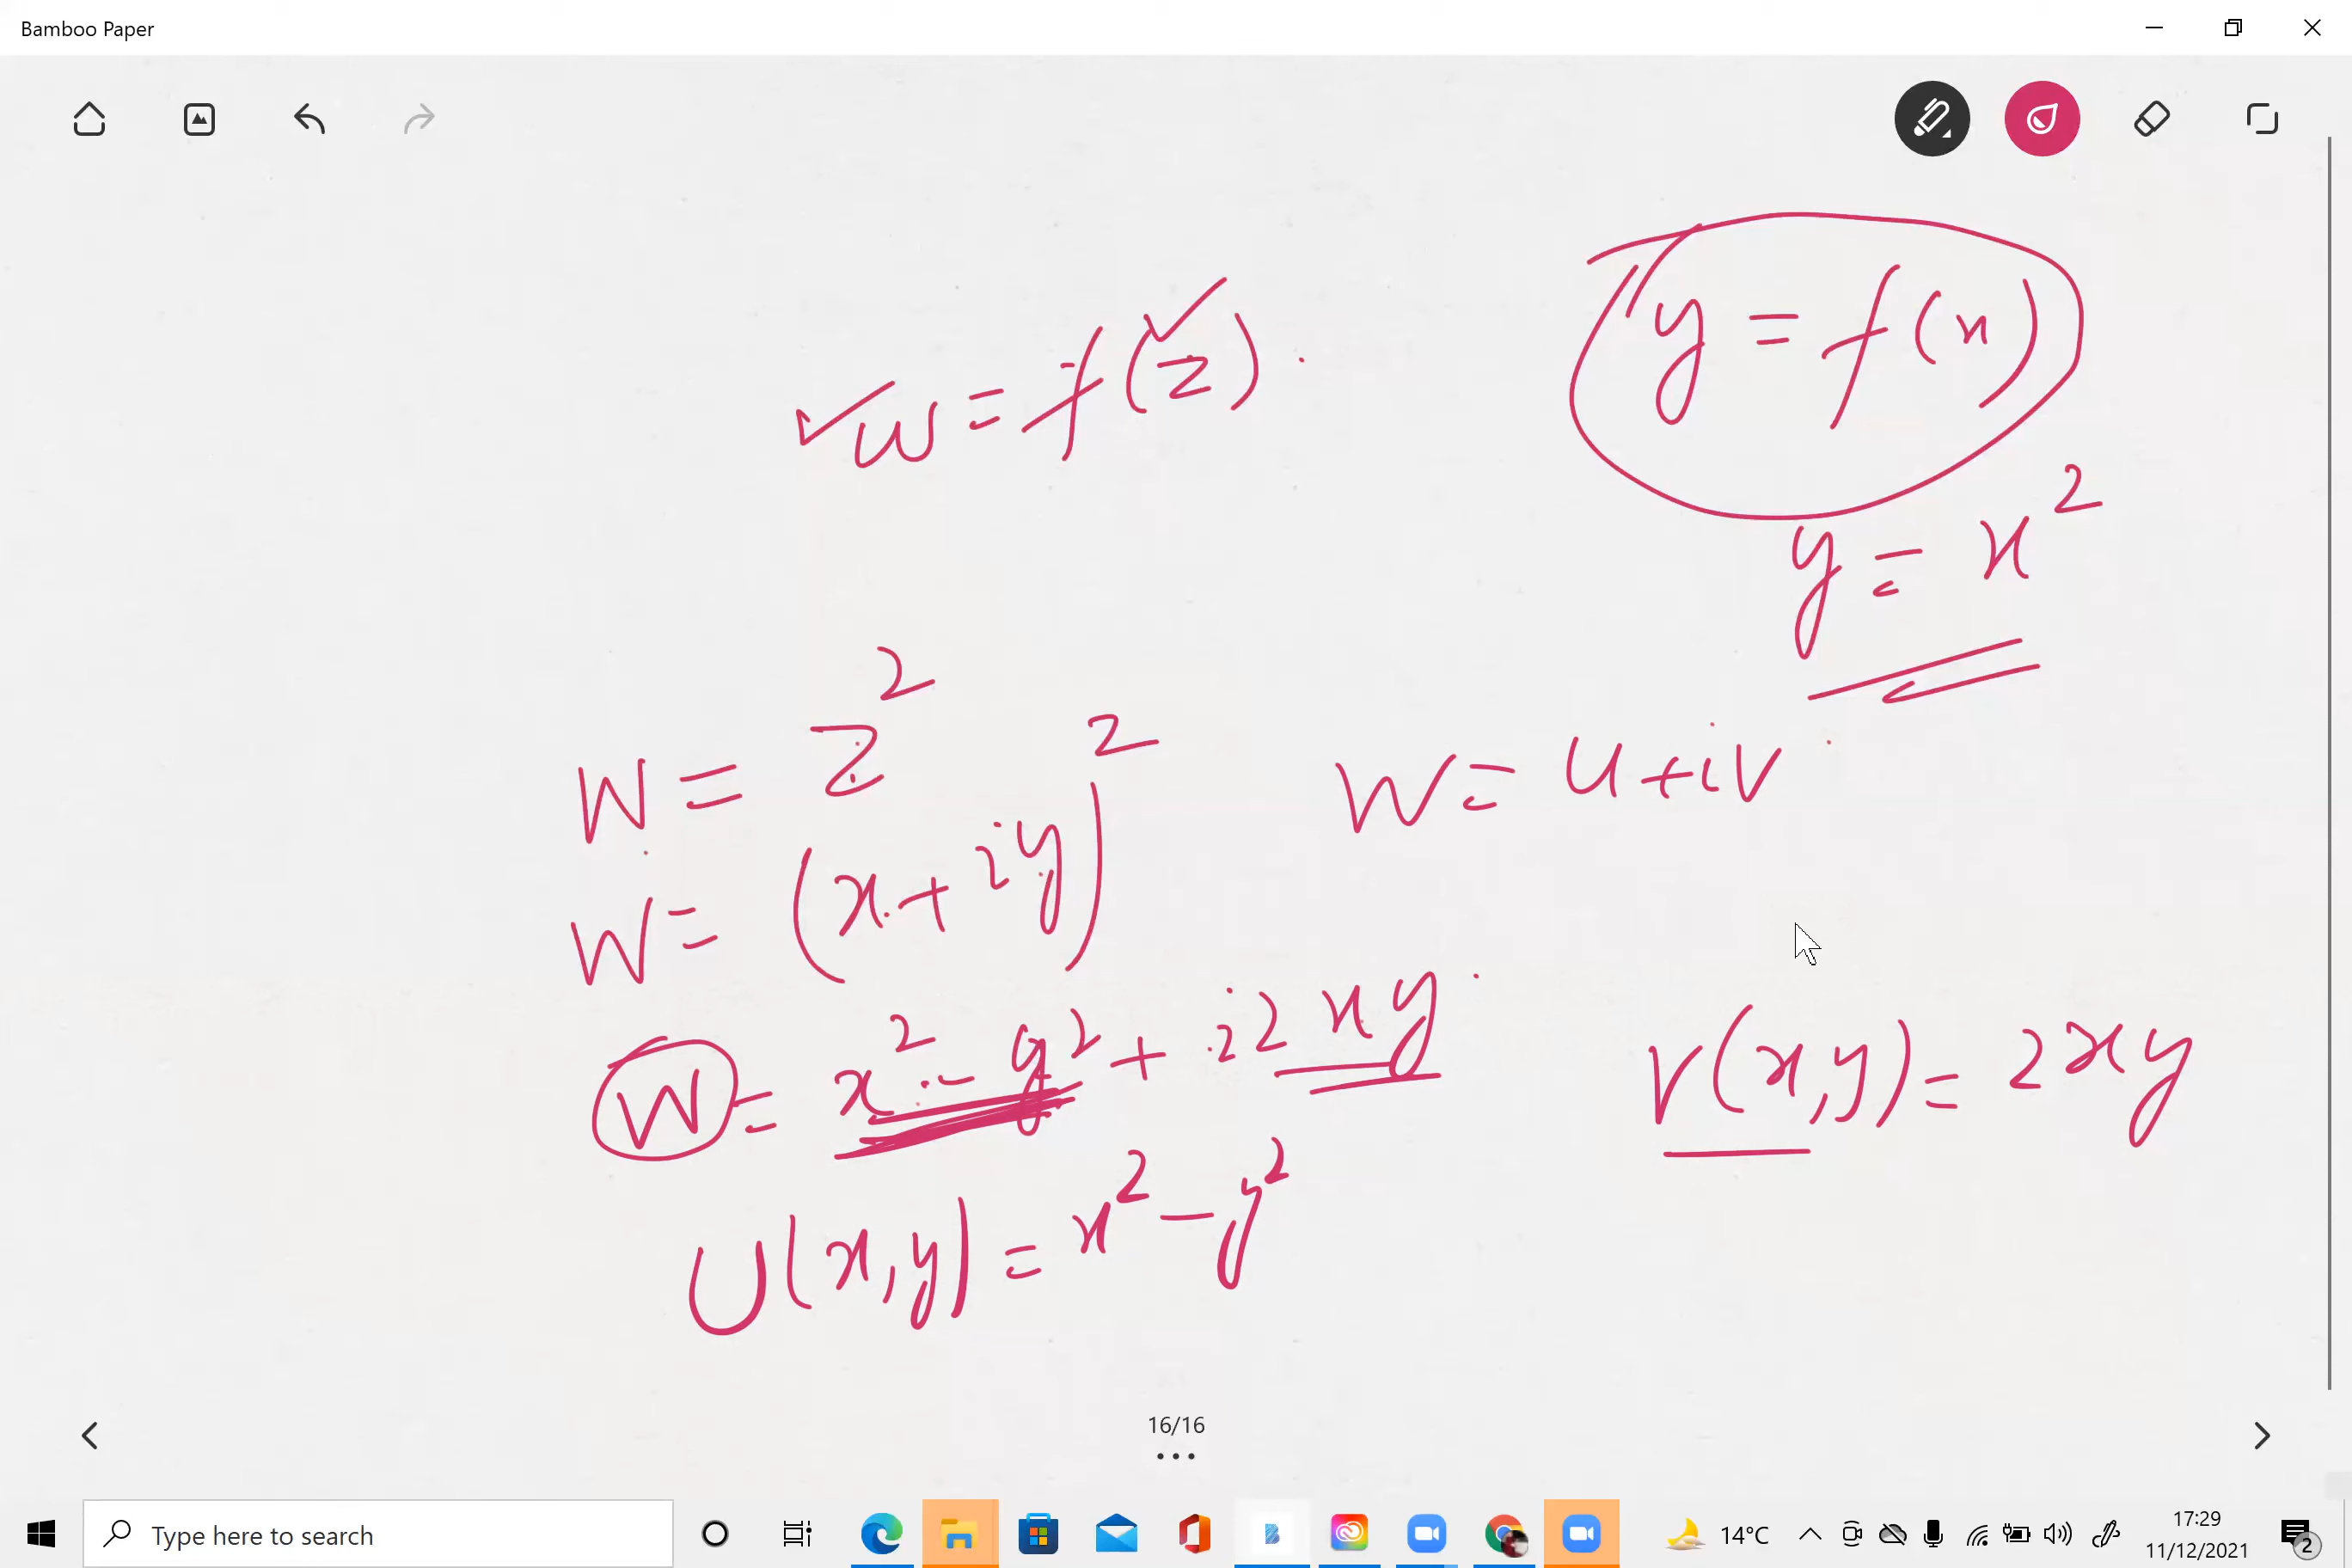 Bamboo Paper
w = f(z).
y = f(x)
y = x²
W = z²
W = u+iv
W = (x+iy)²
W = x²-y² + i2xy
V(x,y) = 2xy
U(x,y) = x²-y²
16/16
Type here to search
14°C
17:29
11/12/2021
2